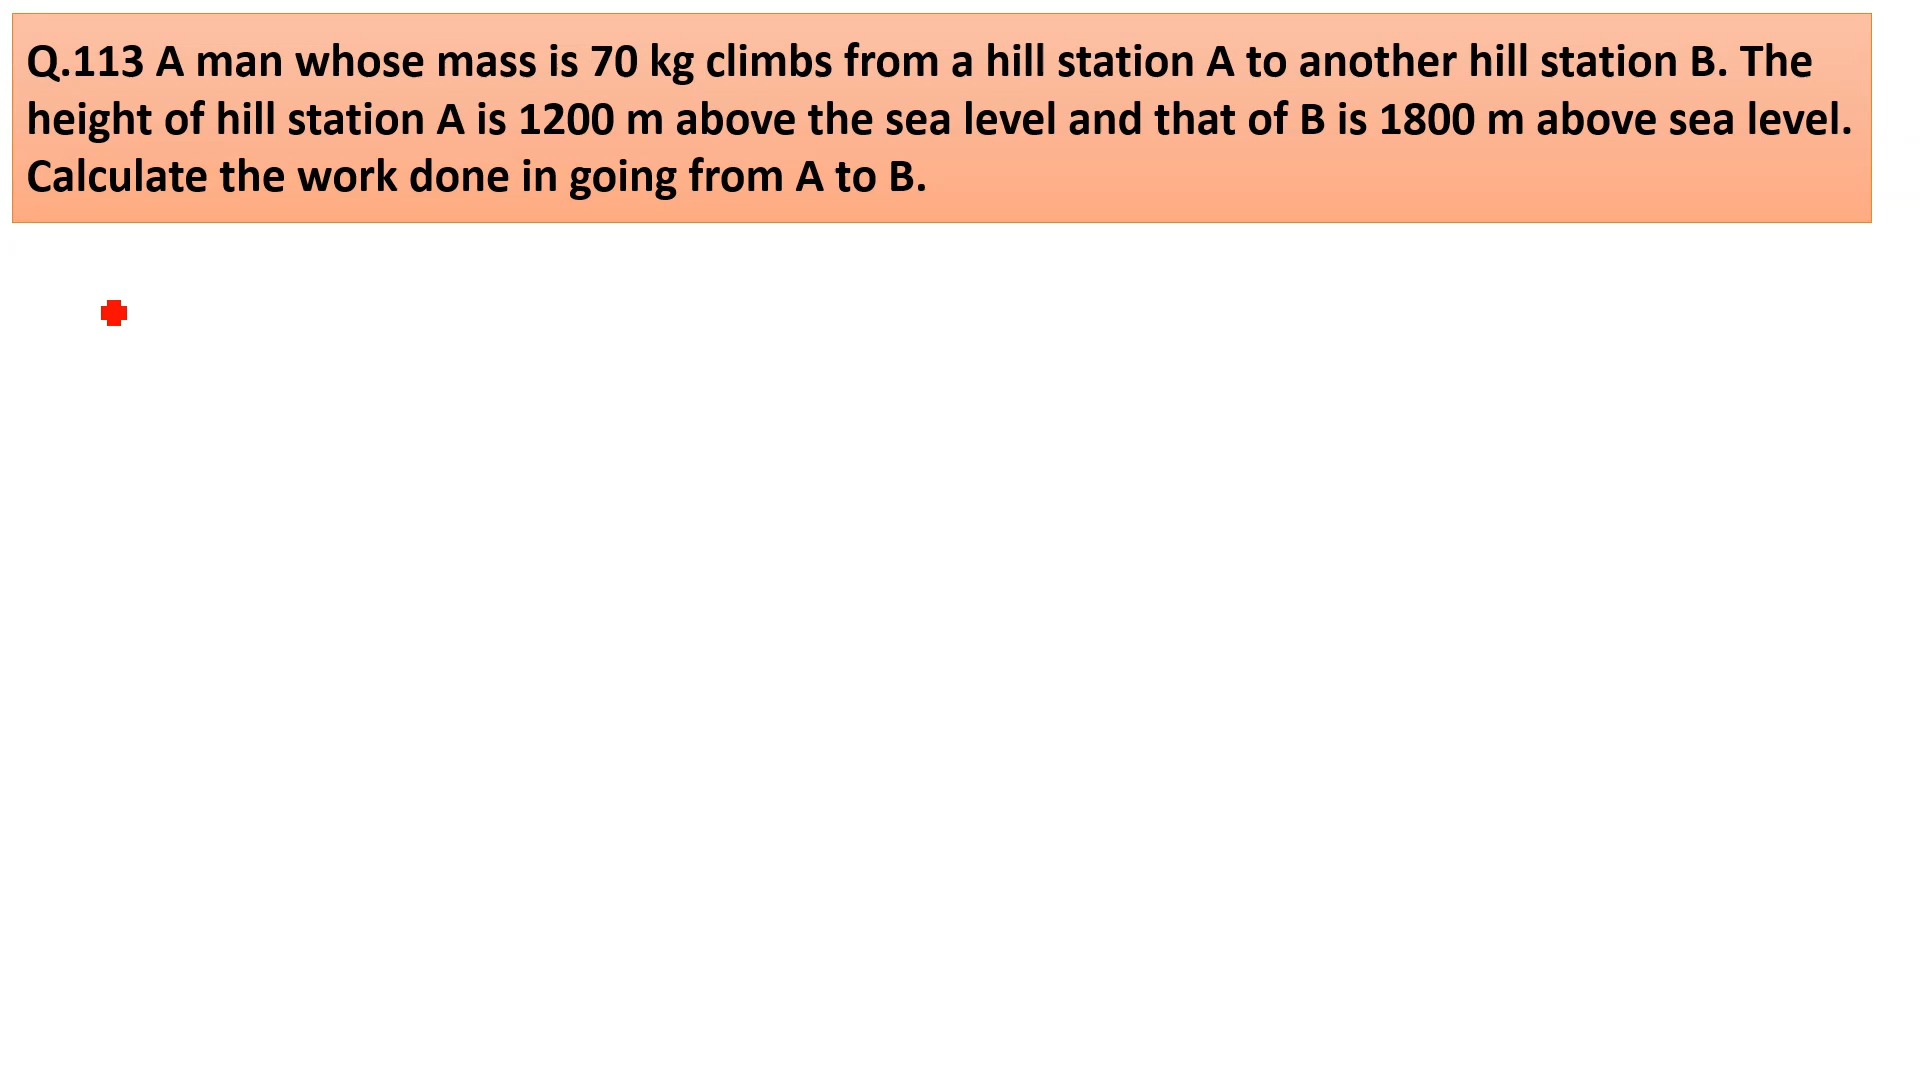 Q.113 A man whose mass is 70 kg climbs from a hill station A to another hill station B. The
height of hill station A is 1200 m above the sea level and that of B is 1800 m above sea level.
Calculate the work done in going from A to B.